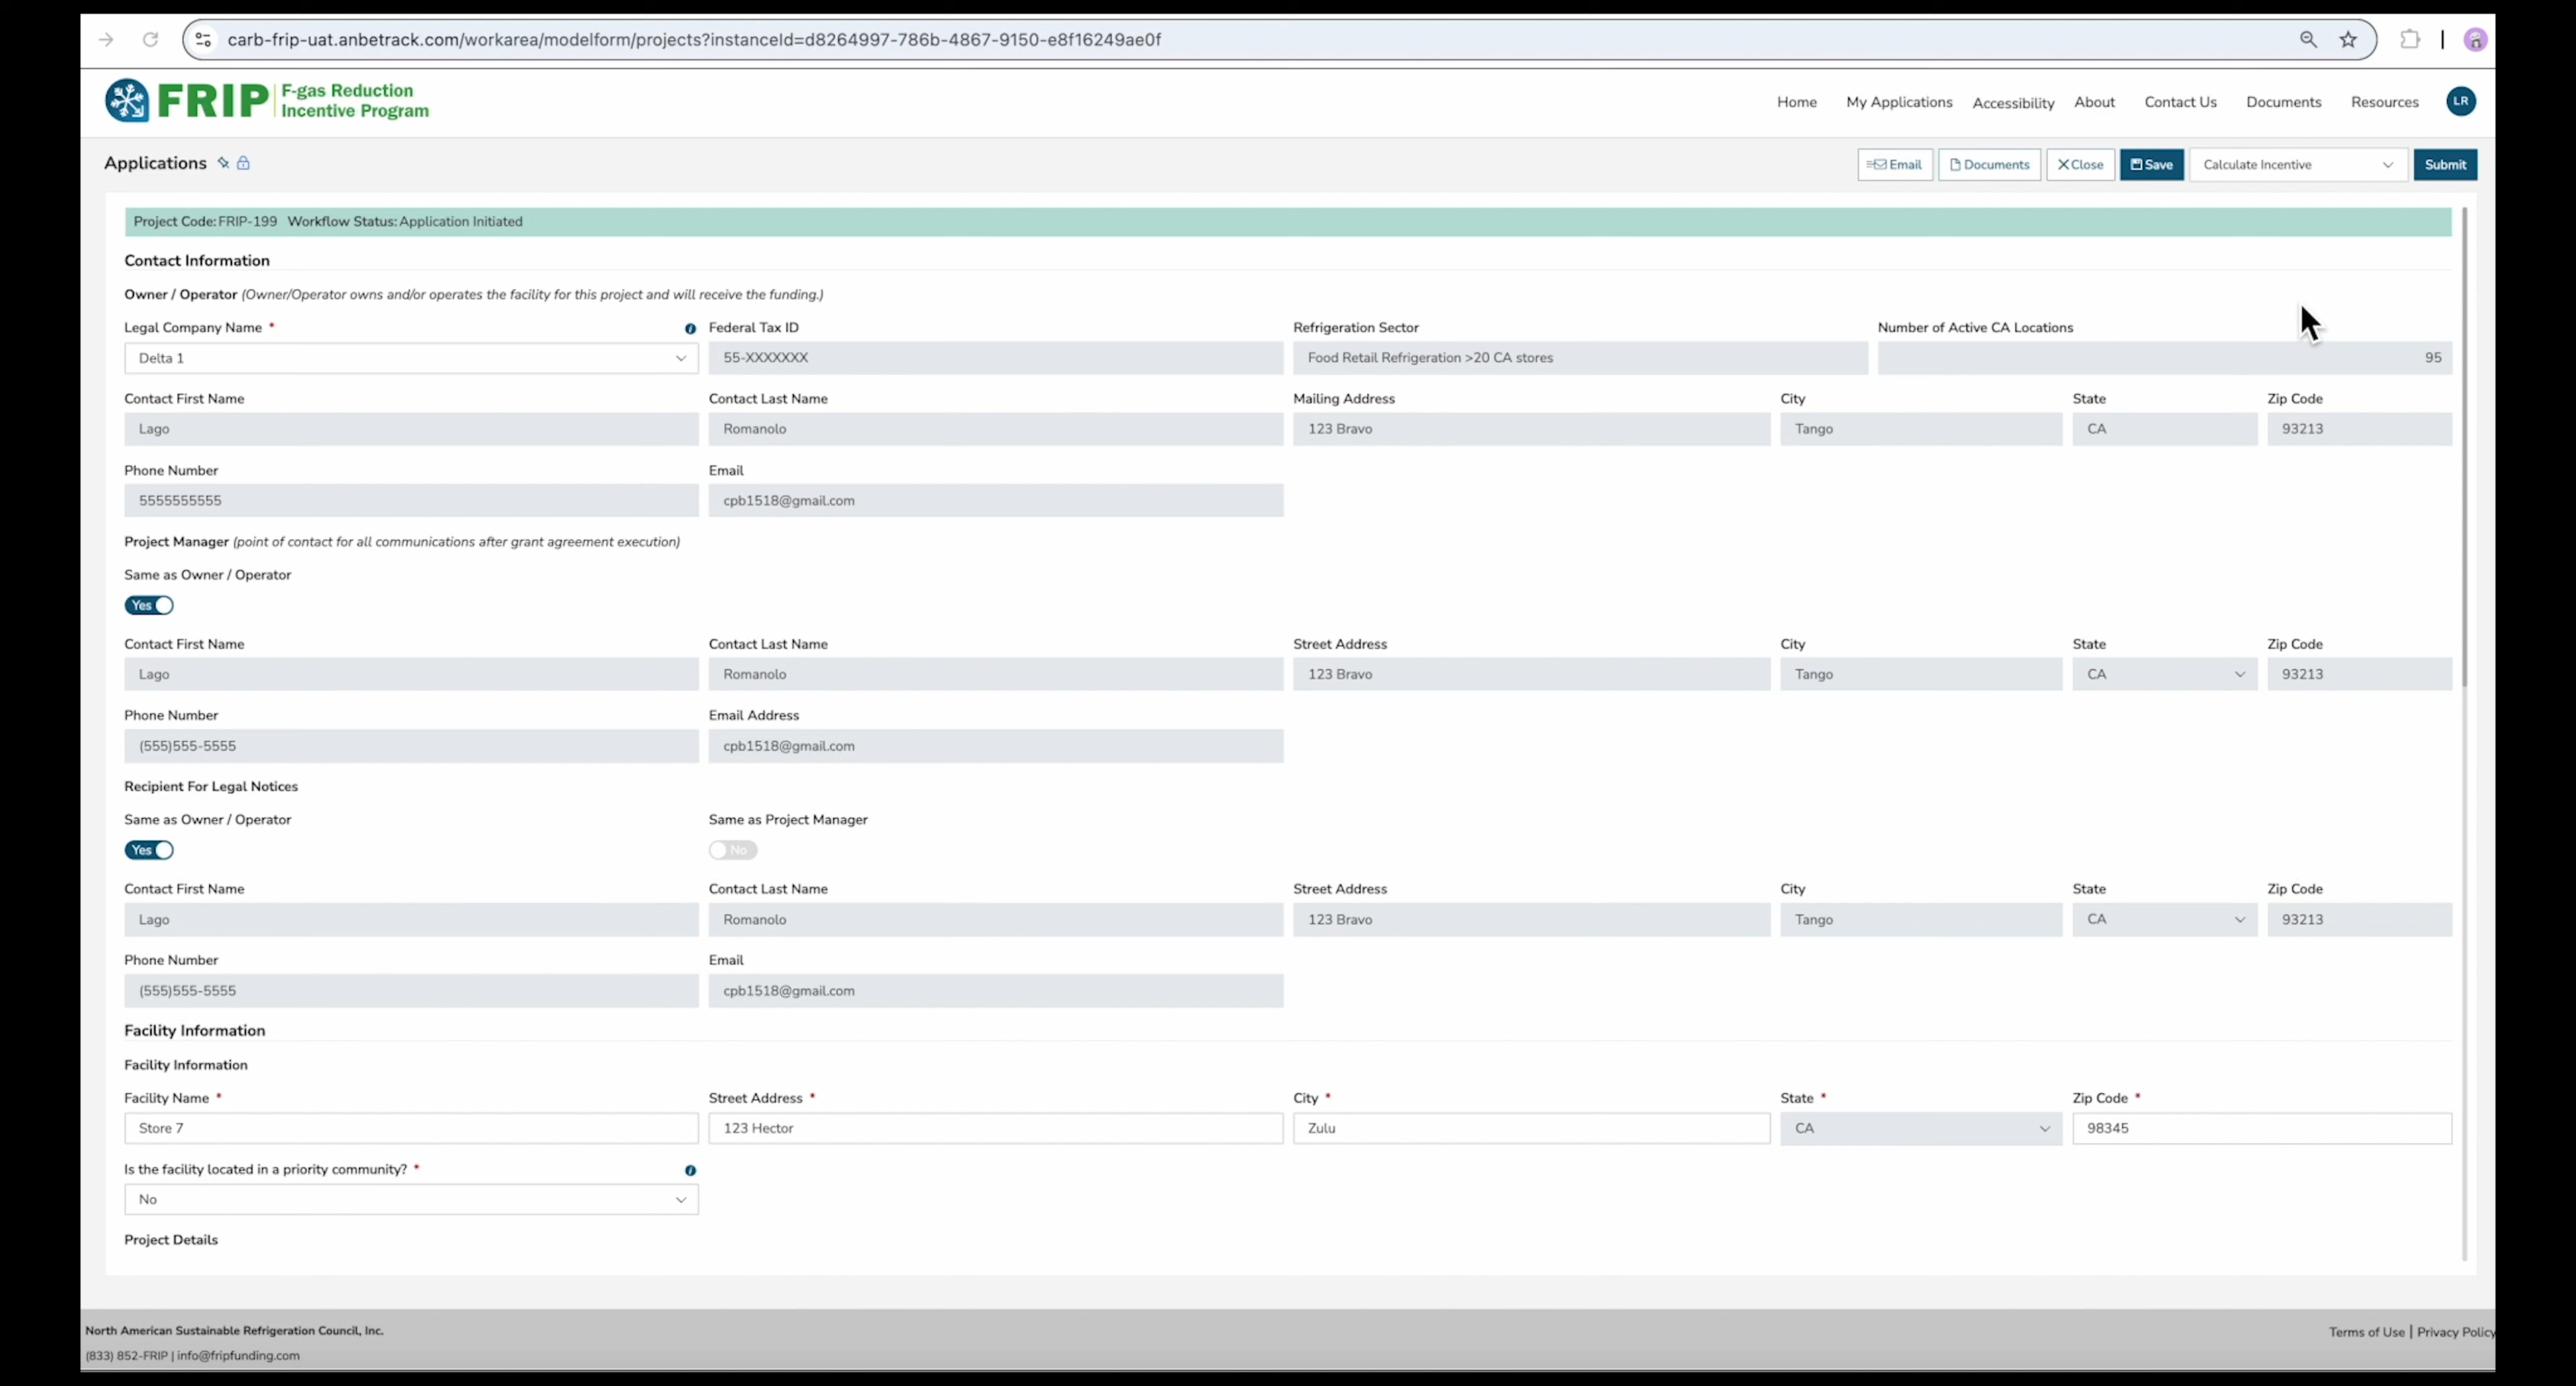 carb-frip-uat.anbetrack.com/workarea/modelform/projects?instanceId=d8264997-786b-4867-9150-e8f16249ae0f
FRIP F-gas Reduction Incentive Program
Home My Applications Accessibility About Contact Us Documents Resources LR
Applications
Email Documents Close Save Calculate Incentive Submit
Project Code: FRIP-199 Workflow Status: Application Initiated
Contact Information
Owner / Operator (Owner/Operator owns and/or operates the facility for this project and will receive the funding.)
Legal Company Name * Federal Tax ID Refrigeration Sector Number of Active CA Locations
Delta 1 55-XXXXXXX Food Retail Refrigeration >20 CA stores 95
Contact First Name Contact Last Name Mailing Address City State Zip Code
Lago Romanolo 123 Bravo Tango CA 93213
Phone Number Email
5555555555 cpb1518@gmail.com
Project Manager (point of contact for all communications after grant agreement execution)
Same as Owner / Operator
Yes
Contact First Name Contact Last Name Street Address City State Zip Code
Lago Romanolo 123 Bravo Tango CA 93213
Phone Number Email Address
(555)555-5555 cpb1518@gmail.com
Recipient For Legal Notices
Same as Owner / Operator Same as Project Manager
Yes No
Contact First Name Contact Last Name Street Address City State Zip Code
Lago Romanolo 123 Bravo Tango CA 93213
Phone Number Email
(555)555-5555 cpb1518@gmail.com
Facility Information
Facility Information
Facility Name * Street Address * City * State * Zip Code *
Store 7 123 Hector Zulu CA 98345
Is the facility located in a priority community? *
No
Project Details
North American Sustainable Refrigeration Council, Inc.
Terms of Use | Privacy Policy
(833) 852-FRIP | info@fripfunding.com